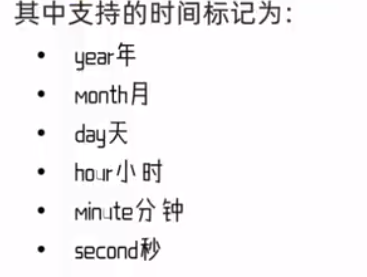 其中支持的时间标记为：
• year年
• month月
• day天
• hour小时
• minute分钟
• second秒